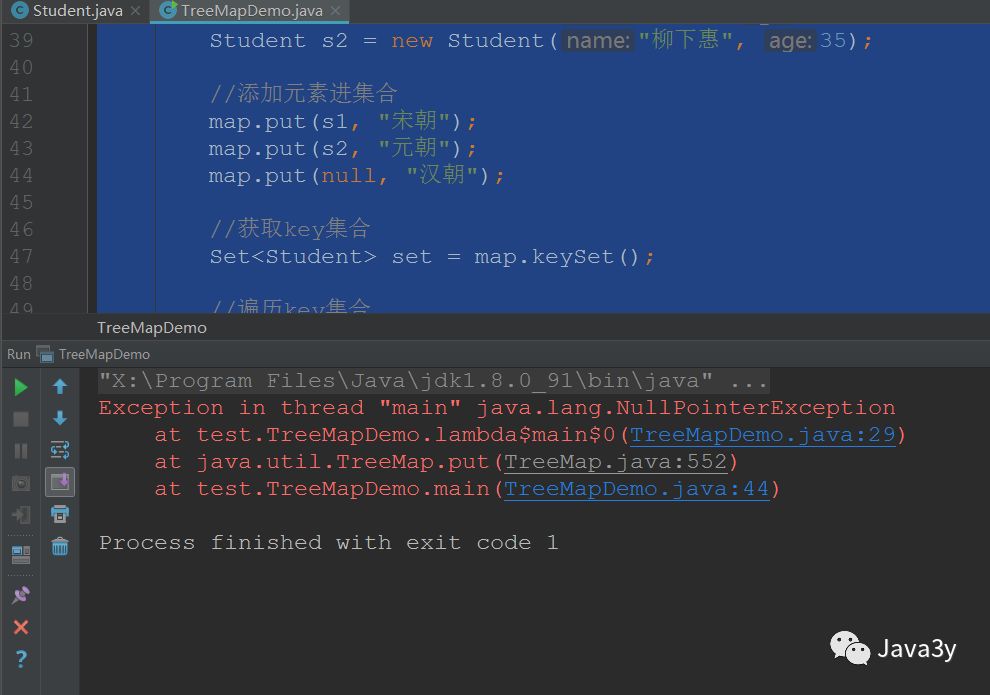 Student.java TreeMapDemo.java
39 Student s2 = new Student( name: "柳下惠", age: 35);
40
41 //添加元素进集合
42 map.put(s1, "宋朝");
43 map.put(s2, "元朝");
44 map.put(null, "汉朝");
45
46 //获取key集合
47 Set<Student> set = map.keySet();
48
49 //遍历key集合
TreeMapDemo
Run TreeMapDemo
"X:\Program Files\Java\jdk1.8.0_91\bin\java" ...
Exception in thread "main" java.lang.NullPointerException
at test.TreeMapDemo.lambda$main$0(TreeMapDemo.java:29)
at java.util.TreeMap.put(TreeMap.java:552)
at test.TreeMapDemo.main(TreeMapDemo.java:44)
Process finished with exit code 1
Java3y